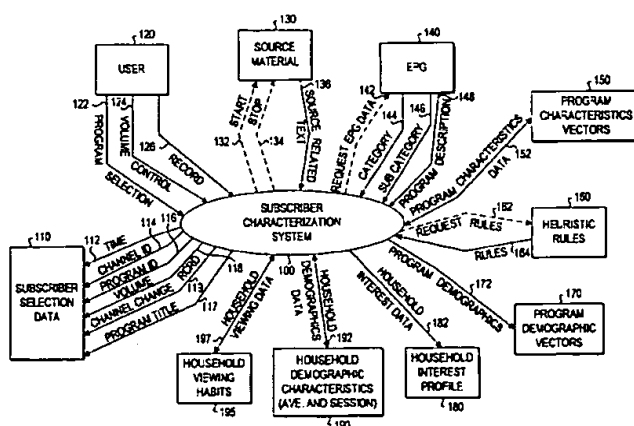 120
USER
130
SOURCE
MATERIAL
140
EPG
150
PROGRAM
CHARACTERISTICS
VECTORS
122
PROGRAM
SELECTION
124
VOLUME
CONTROL
126
RECORD
START
132
STOP
134
136
SOURCE RELATED
TEXT
142
REQUEST EPG DATA
144
CATEGORY
146
SUB CATEGORY
148
PROGRAM DESCRIPTION
PROGRAM CHARACTERISTICS
DATA 152
SUBSCRIBER
CHARACTERIZATION
SYSTEM
100
162
REQUEST
RULES
RULES 164
160
HELRISTIC
RULES
110
SUBSCRIBER
SELECTION
DATA
112
TIME
114
CHANNEL ID
116
PROGRAM ID
VOLUME
113
RCRD
118
CHANNEL CHANGE
117
PROGRAM TITLE
197
HOUSEHOLD
VIEWING DATA
HOUSEHOLD
VIEWING
HABITS
195
192
HOUSEHOLD
DEMOGRAPHICS
DATA
HOUSEHOLD
DEMOGRAPHIC
CHARACTERISTICS
(AVE. AND SESSION)
190
HOUSEHOLD
INTEREST DATA
182
HOUSEHOLD
INTEREST
PROFILE
180
172
PROGRAM DEMOGRAPHICS
PROGRAM
DEMOGRAPHIC
VECTORS
170